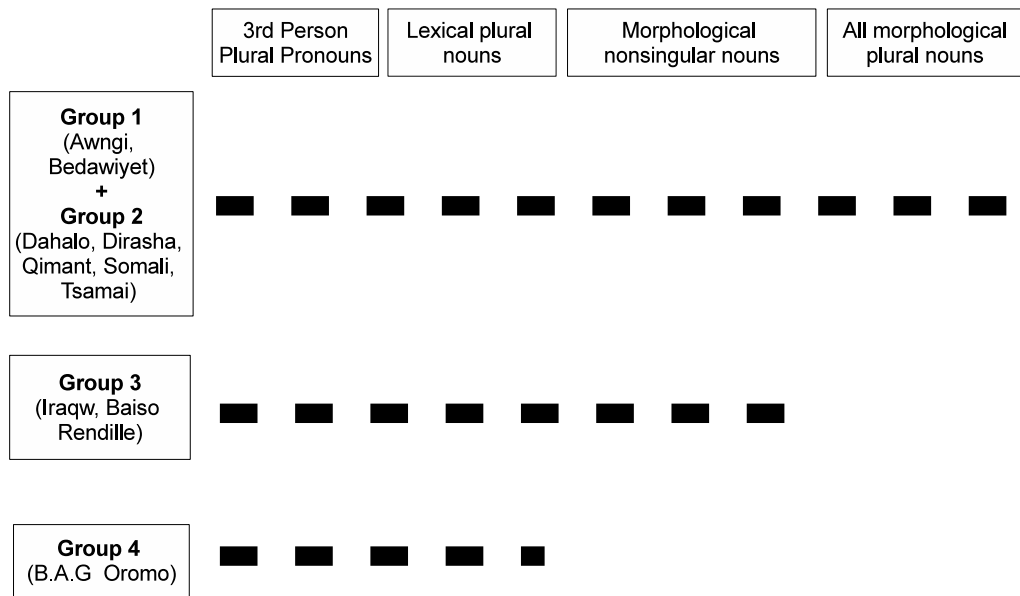 3rd Person
Plural Pronouns
Lexical plural
nouns
Morphological
nonsingular nouns
All morphological
plural nouns
Group 1
(Awngi,
Bedawiyet)
+
Group 2
(Dahalo, Dirasha,
Qimant, Somali,
Tsamai)
Group 3
(Iraqw, Baiso
Rendille)
Group 4
(B.A.G Oromo)